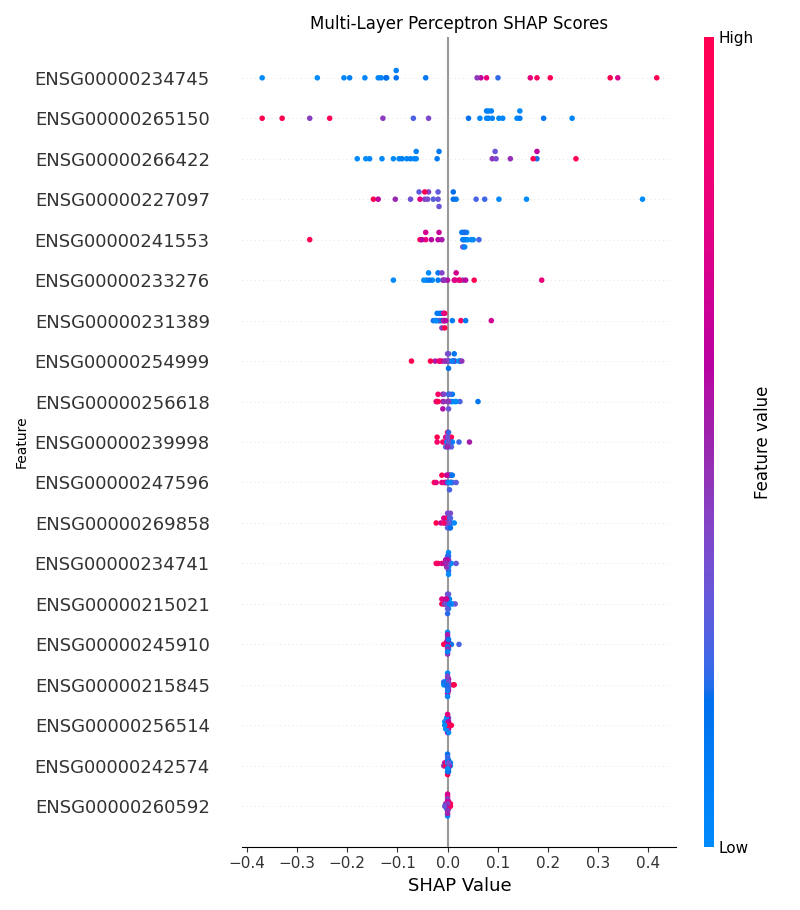 Multi-Layer Perceptron SHAP Scores
High
ENSG00000234745
ENSG00000265150
ENSG00000266422
ENSG00000227097
ENSG00000241553
ENSG00000233276
ENSG00000231389
ENSG00000254999
ENSG00000256618
ENSG00000239998
ENSG00000247596
ENSG00000269858
ENSG00000234741
ENSG00000215021
ENSG00000245910
ENSG00000215845
ENSG00000256514
ENSG00000242574
ENSG00000260592
Feature
Feature value
Low
−0.4 −0.3 −0.2 −0.1 0.0 0.1 0.2 0.3 0.4
SHAP Value